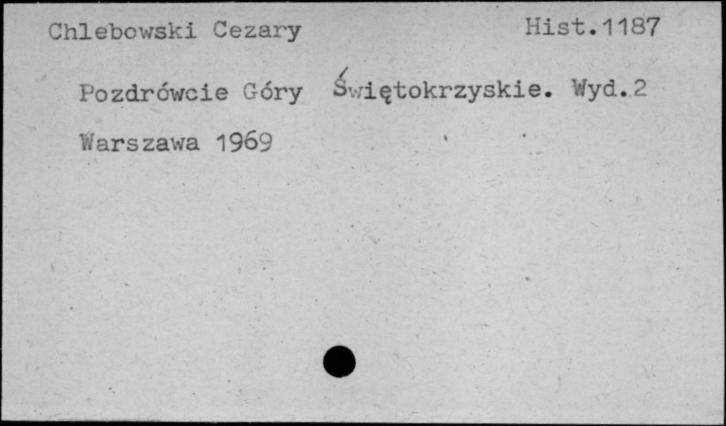 Chlebowski Cezary Hist.1187
Pozdrówcie Góry Świętokrzyskie. Wyd.2
Warszawa 1969